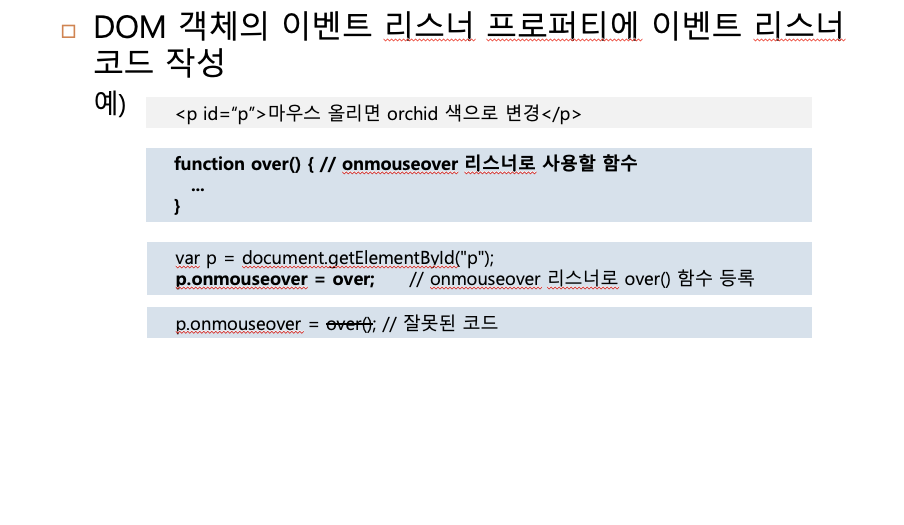 DOM 객체의 이벤트 리스너 프로퍼티에 이벤트 리스너
코드 작성
예)
<p id=“p”>마우스 올리면 orchid 색으로 변경</p>
function over() { // onmouseover 리스너로 사용할 함수
...
}
var p = document.getElementById("p");
p.onmouseover = over; // onmouseover 리스너로 over() 함수 등록
p.onmouseover = over(); // 잘못된 코드